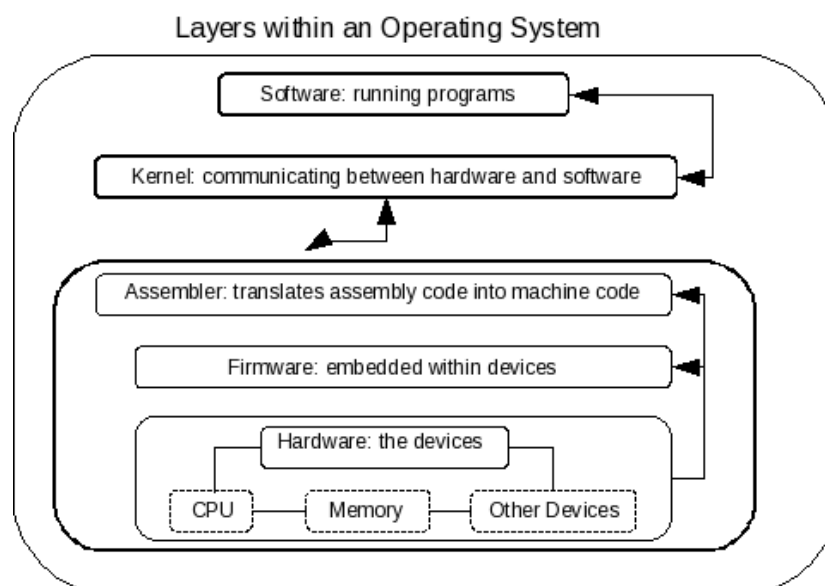 Layers within an Operating System
Software: running programs
Kernel: communicating between hardware and software
Assembler: translates assembly code into machine code
Firmware: embedded within devices
Hardware: the devices
CPU
Memory
Other Devices